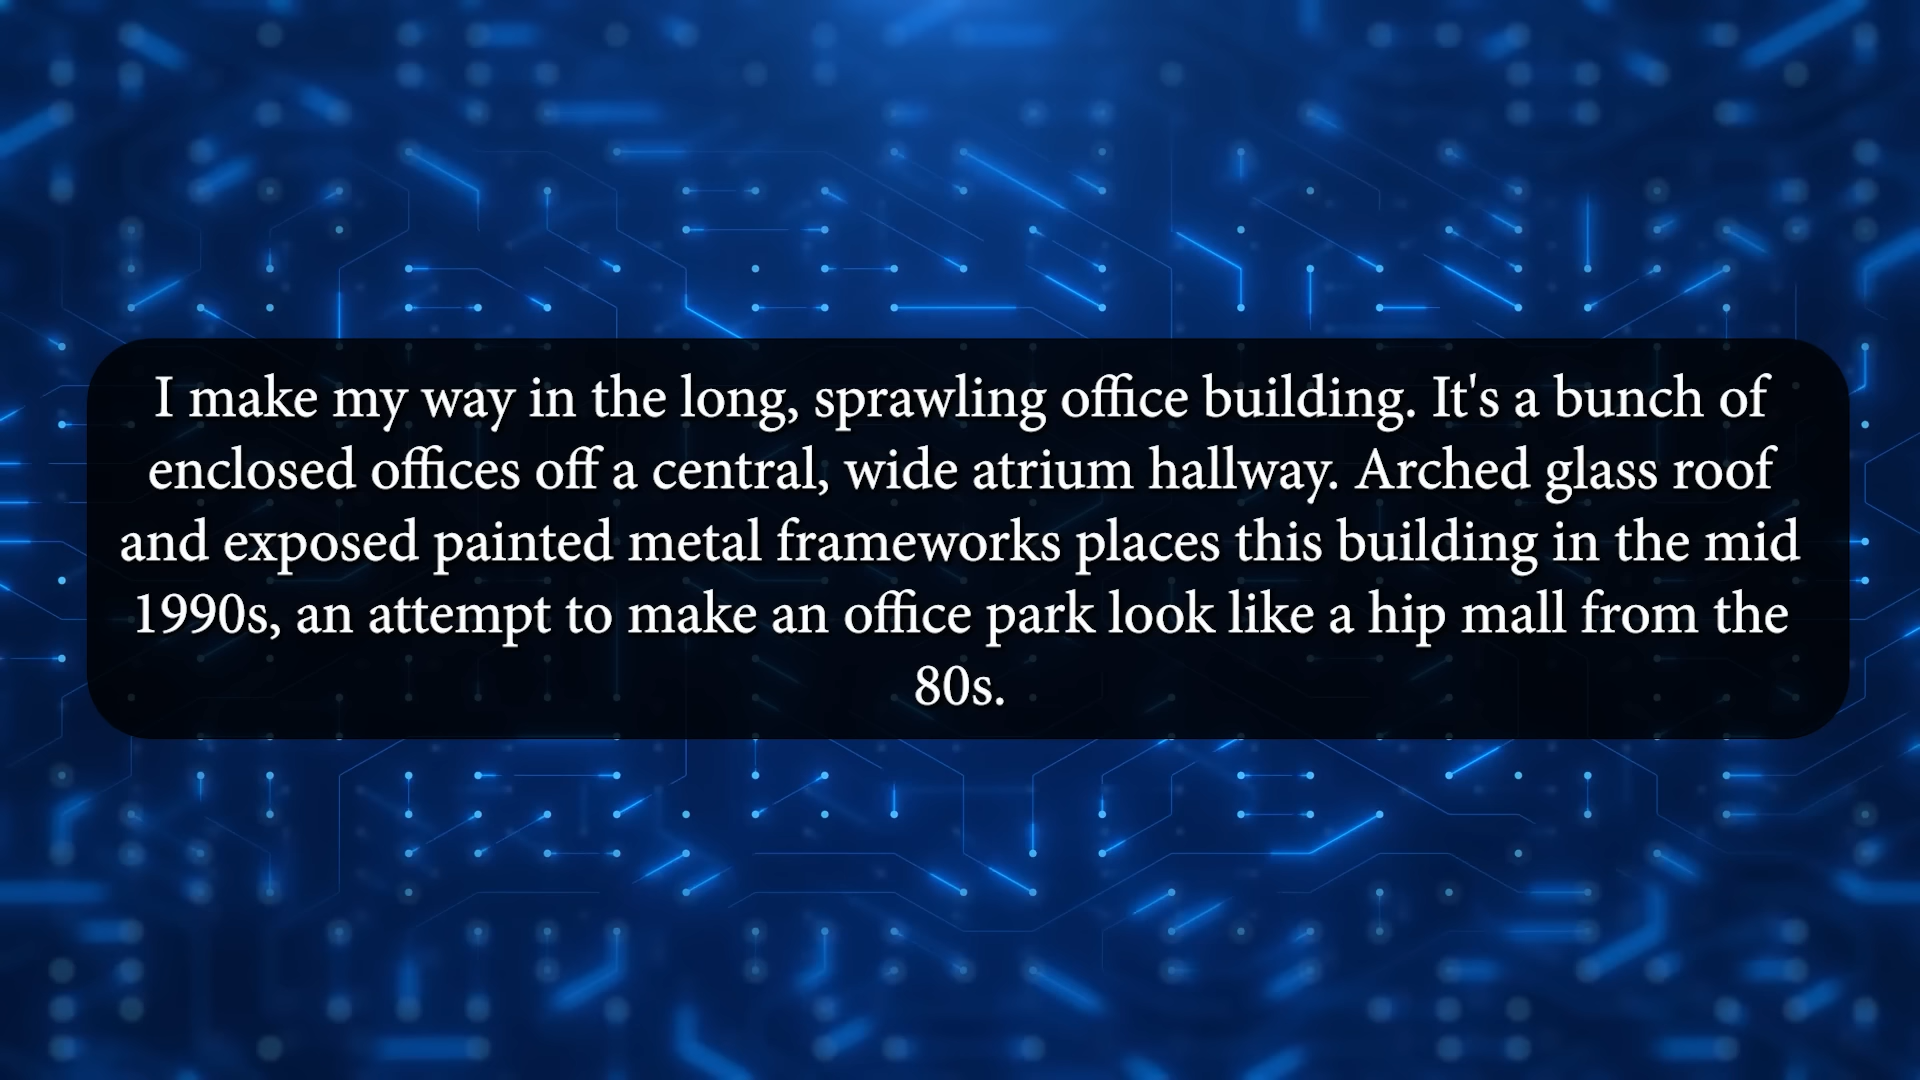 I make my way in the long, sprawling office building. It's a bunch of
enclosed offices off a central, wide atrium hallway. Arched glass roof
and exposed painted metal frameworks places this building in the mid
1990s, an attempt to make an office park look like a hip mall from the
80s.